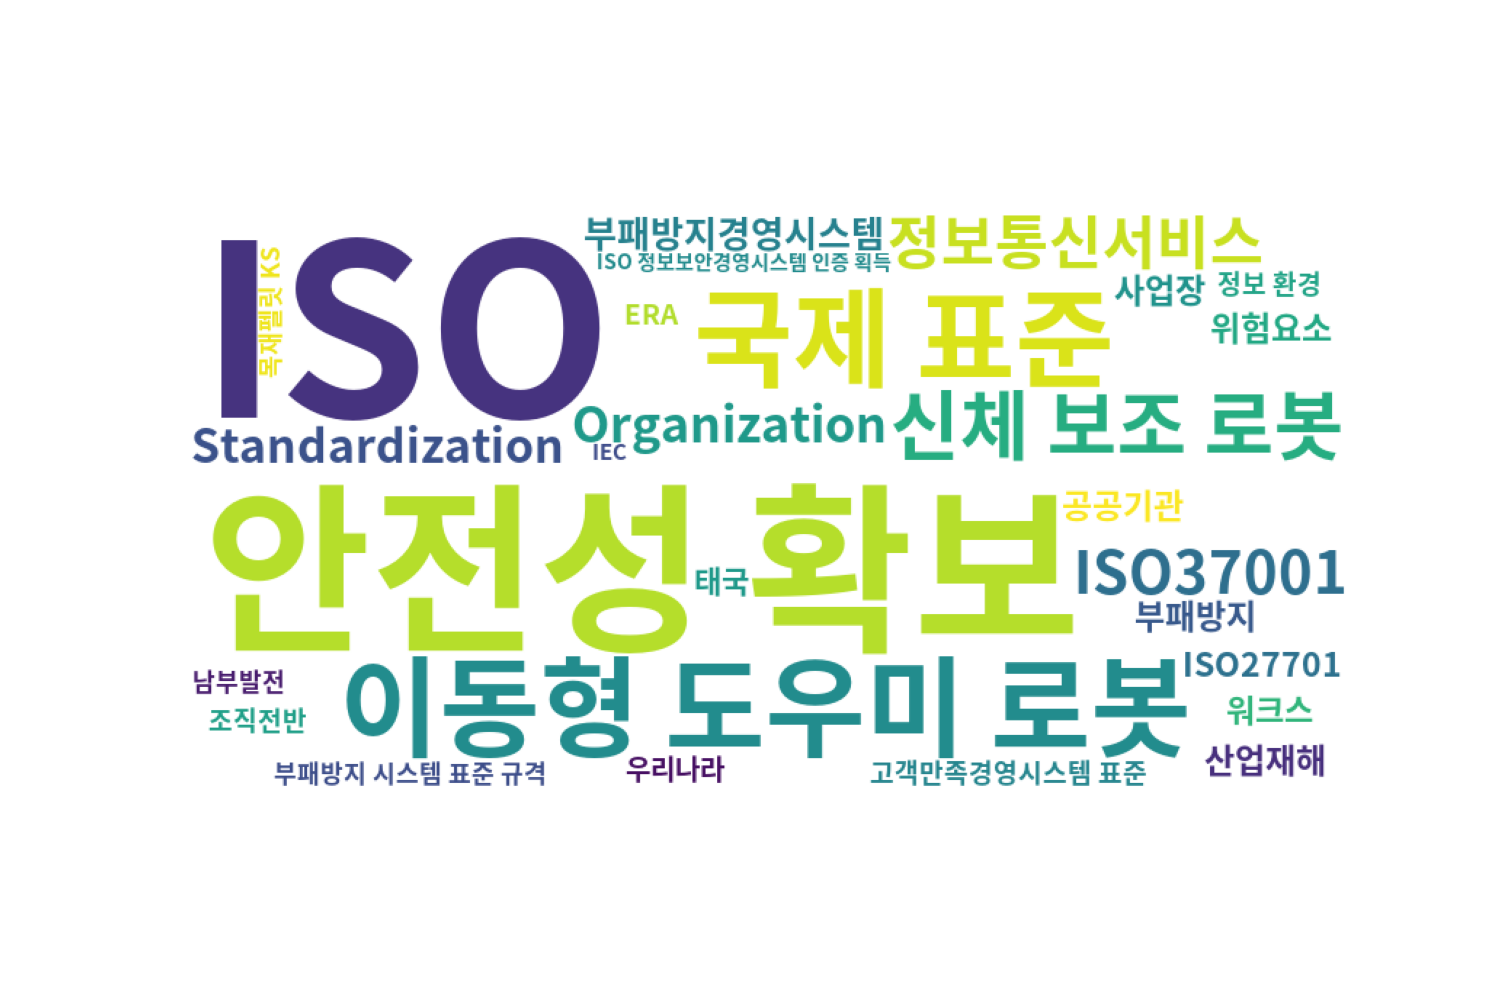 ISO
목재펠릿 KS
부패방지경영시스템
정보통신서비스
ISO 정보보안경영시스템 인증 획득
사업장
정보 환경
ERA
국제 표준
위험요소
Standardization
Organization
IEC
신체 보조 로봇
안전성 확보
태국
공공기관
ISO37001
부패방지
남부발전
조직전반
이동형 도우미 로봇
ISO27701
워크스
부패방지 시스템 표준 규격
우리나라
고객만족경영시스템 표준
산업재해